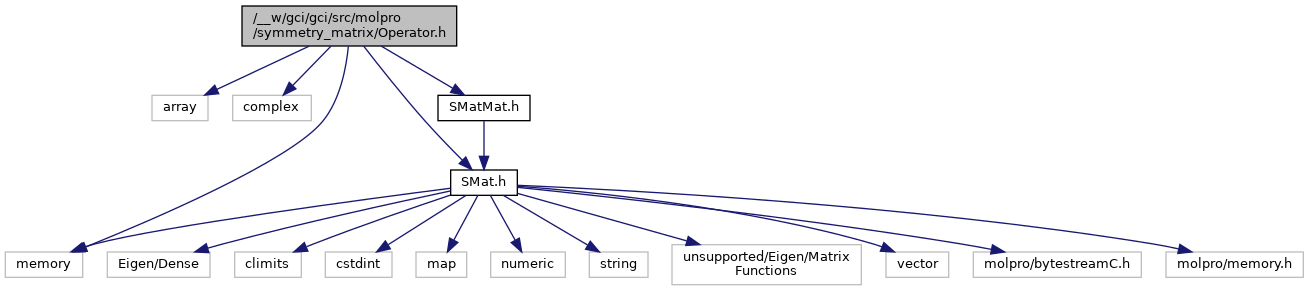 /__w/gci/gci/src/molpro
/symmetry_matrix/Operator.h
array
complex
SMatMat.h
SMat.h
memory
Eigen/Dense
climits
cstdint
map
numeric
string
unsupported/Eigen/Matrix
Functions
vector
molpro/bytestreamC.h
molpro/memory.h